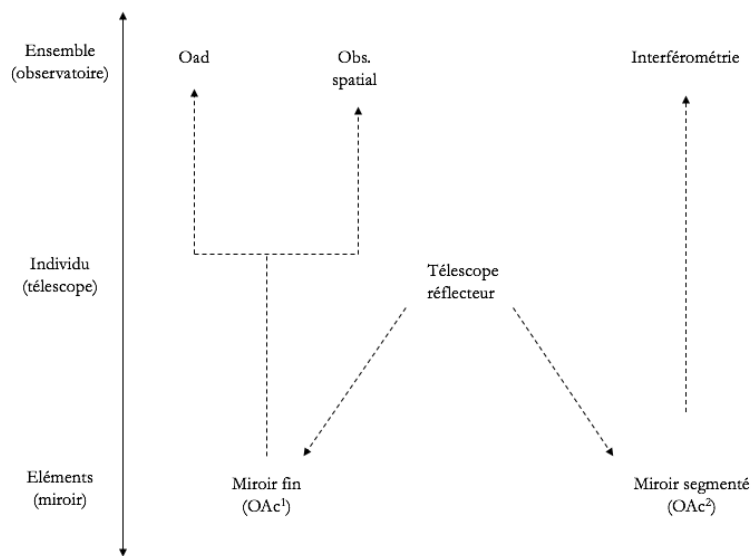 Ensemble
(observatoire)
Oad
Obs.
spatial
Interférométrie
Individu
(télescope)
Télescope
réflecteur
Eléments
(miroir)
Miroir fin
(OAc¹)
Miroir segmenté
(OAc²)